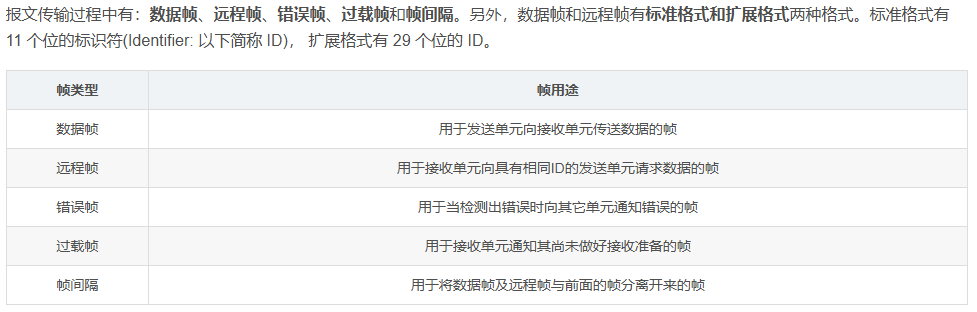 报文传输过程中有：数据帧、远程帧、错误帧、过载帧和帧间隔。另外，数据帧和远程帧有标准格式和扩展格式两种格式。标准格式有
11 个位的标识符(Identifier: 以下简称 ID)， 扩展格式有 29 个位的 ID。
帧类型 帧用途
数据帧 用于发送单元向接收单元传送数据的帧
远程帧 用于接收单元向具有相同ID的发送单元请求数据的帧
错误帧 用于当检测出错误时向其它单元通知错误的帧
过载帧 用于接收单元通知其尚未做好接收准备的帧
帧间隔 用于将数据帧及远程帧与前面的帧分离开来的帧